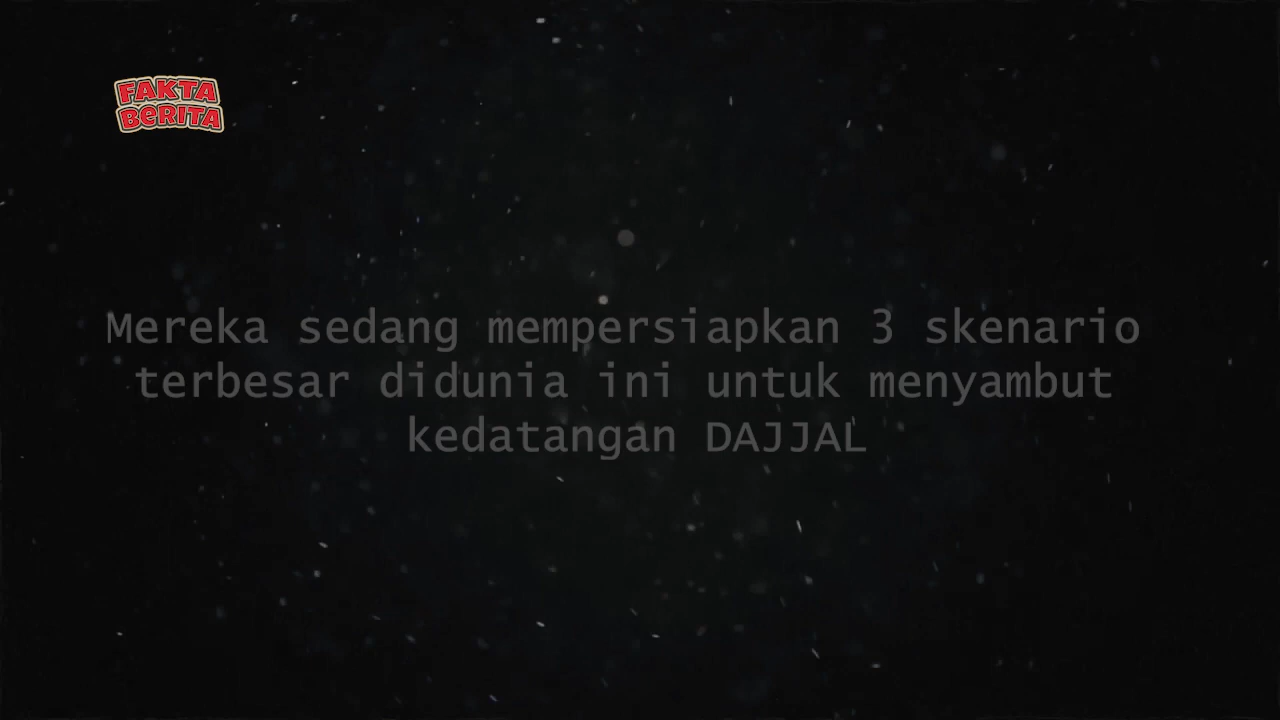 FAKTA
BeRITA
Mereka sedang mempersiapkan 3 skenario
terbesar didunia ini untuk menyambut
kedatangan DAJJAL